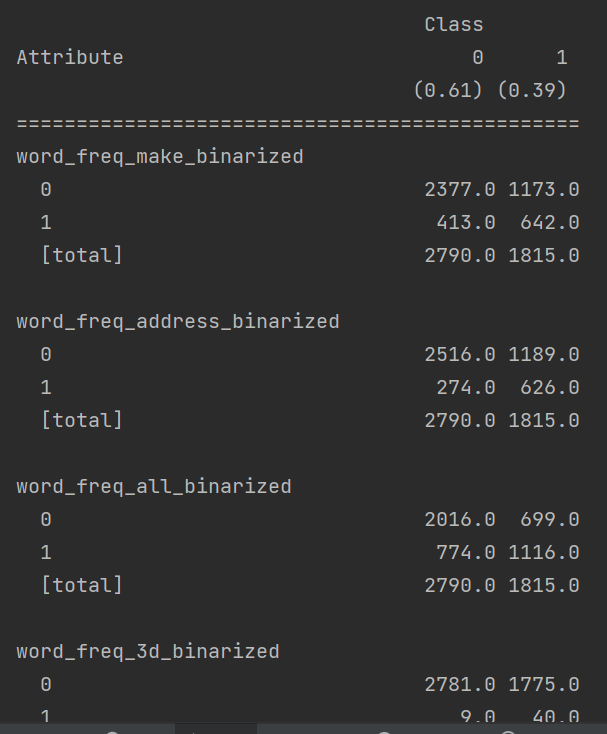 Class
Attribute 0 1
(0.61) (0.39)
===============================================
word_freq_make_binarized
0 2377.0 1173.0
1 413.0 642.0
[total] 2790.0 1815.0
word_freq_address_binarized
0 2516.0 1189.0
1 274.0 626.0
[total] 2790.0 1815.0
word_freq_all_binarized
0 2016.0 699.0
1 774.0 1116.0
[total] 2790.0 1815.0
word_freq_3d_binarized
0 2781.0 1775.0
1 9.0 40.0